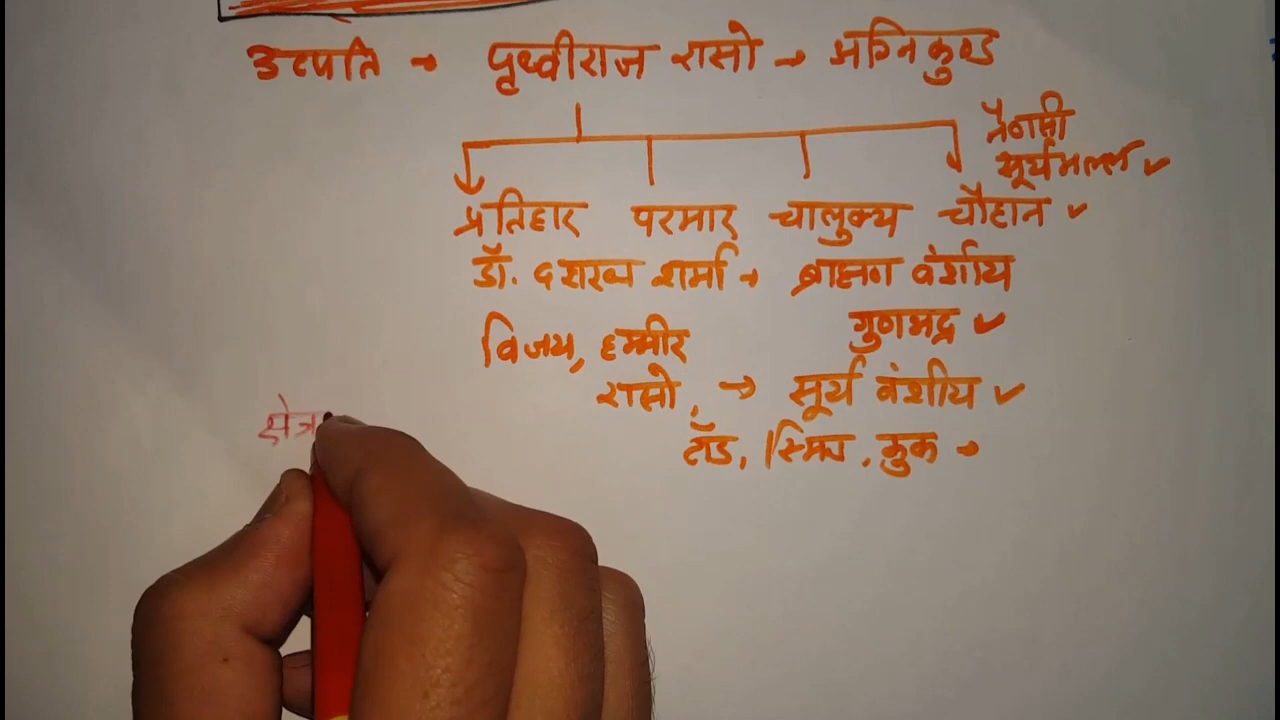 उत्पति → पृथ्वीराज रासो → अग्निकुण्ड
नैणसी
सूर्यमल्ल ✓
प्रतिहार परमार चालुक्य चौहान ✓
डॉ. दशरथ शर्मा → ब्राह्मण वंशीय
गुणभद्र ✓
विजय, हम्मीर
रासो, → सूर्य वंशीय ✓
टॉड, स्मिथ, क्रुक →
क्षेत्र